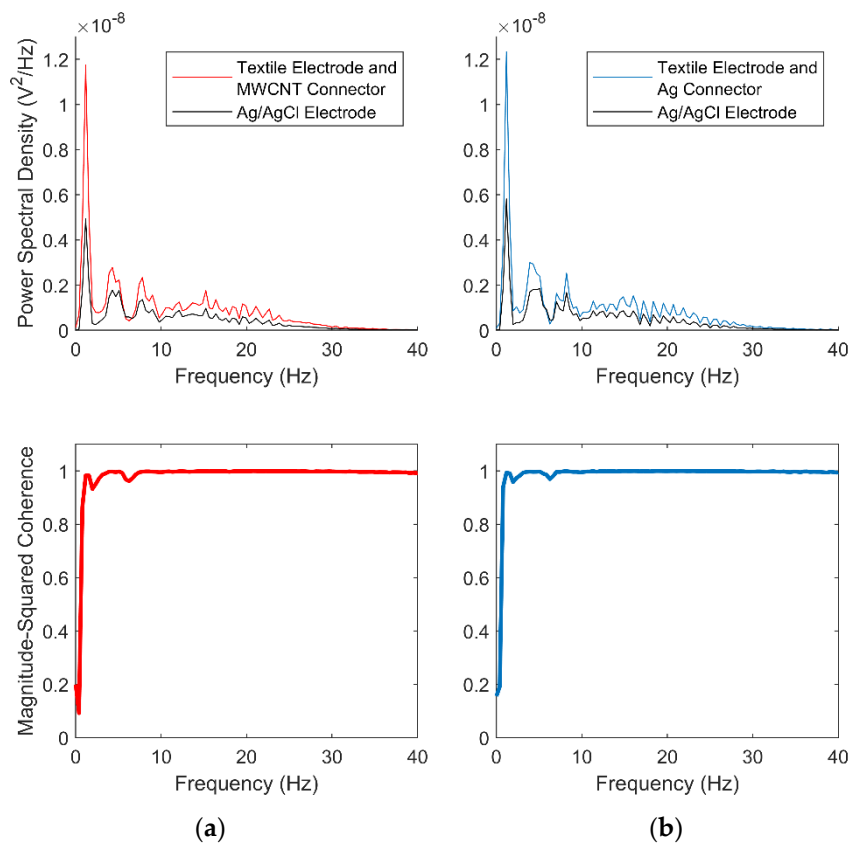 ×10⁻⁸
Power Spectral Density (V²/Hz)
1.2
1
0.8
0.6
0.4
0.2
0
Textile Electrode and
MWCNT Connector
Ag/AgCl Electrode
0 10 20 30 40
Frequency (Hz)
×10⁻⁸
1.2
1
0.8
0.6
0.4
0.2
0
Textile Electrode and
Ag Connector
Ag/AgCl Electrode
0 10 20 30 40
Frequency (Hz)
Magnitude-Squared Coherence
1
0.8
0.6
0.4
0.2
0
0 10 20 30 40
Frequency (Hz)
1
0.8
0.6
0.4
0.2
0
0 10 20 30 40
Frequency (Hz)
(a)
(b)